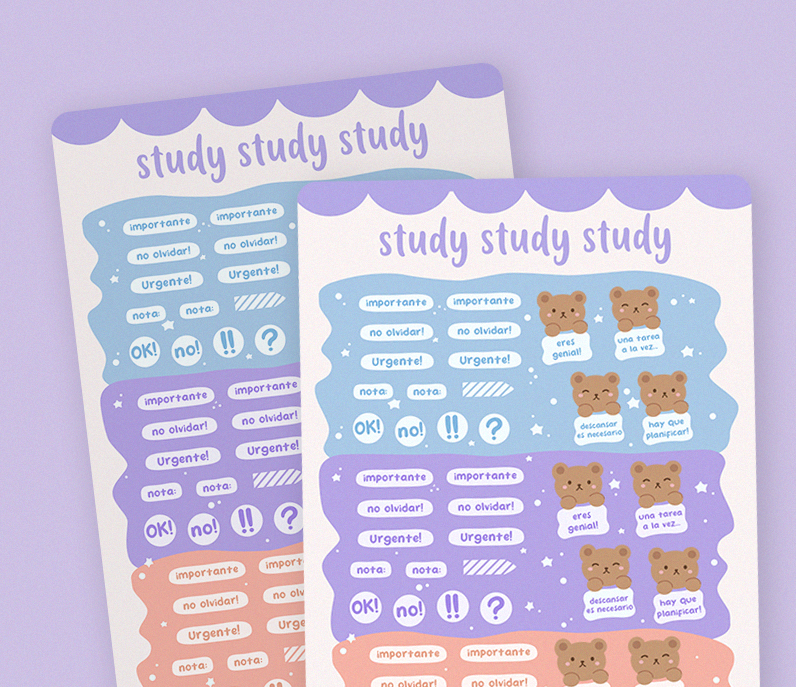 study study study
importante importante
no olvidar! no olvidar!
Urgente! Urgente!
nota: nota:
OK! no! !! ?
importante importante
no olvidar! no olvidar!
Urgente! Urgente!
nota: nota:
OK! no! !! ?
importante
no olvidar!
Urgente!
nota: nota:
study study study
importante importante
no olvidar! no olvidar!
Urgente! Urgente!
nota: nota:
OK! no! !! ?
eres
genial!
una tarea
a la vez..
descansar
es necesario
hay que
planificar!
importante importante
no olvidar! no olvidar!
Urgente! Urgente!
nota: nota:
OK! no! !! ?
eres
genial!
una tarea
a la vez..
descansar
es necesario
hay que
planificar!
importante importante
no olvidar! no olvidar!